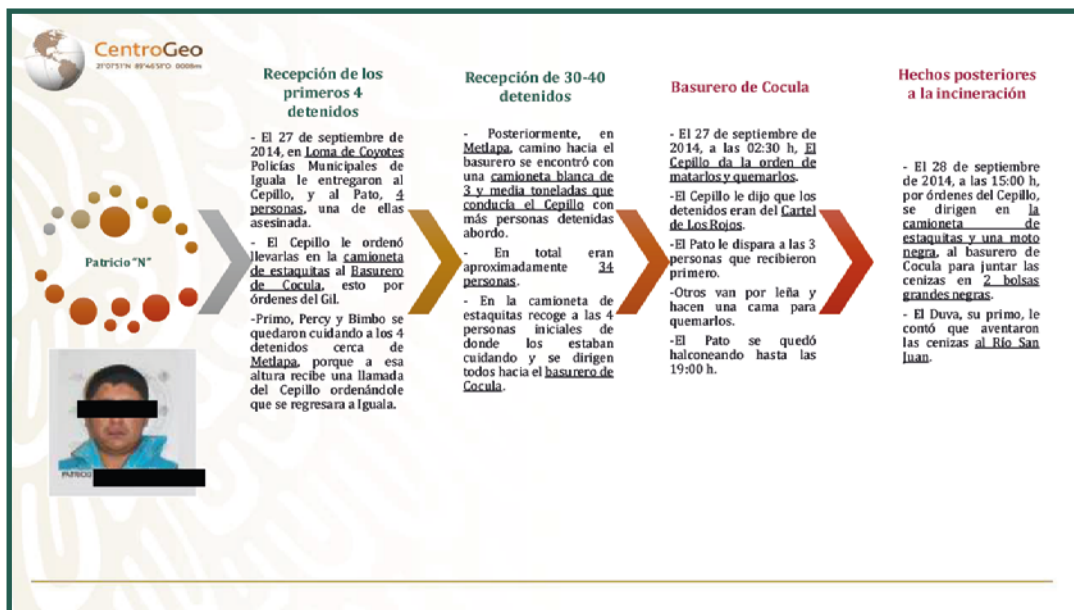 CentroGeo
21°07'51"N 89°46'51"O 0008m
Patricio "N"
PATRICIO
Recepción de los
primeros 4
detenidos
- El 27 de septiembre de
2014, en Loma de Coyotes
Policías Municipales de
Iguala le entregaron al
Cepillo, y al Pato, 4
personas, una de ellas
asesinada.
- El Cepillo le ordenó
llevarlas en la camioneta
de estaquitas al Basurero
de Cocula, esto por
órdenes del Gil.
-Primo, Percy y Bimbo se
quedaron cuidando a los 4
detenidos cerca de
Metlapa, porque a esa
altura recibe una llamada
del Cepillo ordenándole
que se regresara a Iguala.
Recepción de 30-40
detenidos
- Posteriormente, en
Metlapa, camino hacia el
basurero se encontró con
una camioneta blanca de
3 y media toneladas que
conducía el Cepillo con
más personas detenidas
abordo.
- En total eran
aproximadamente 34
personas.
- En la camioneta de
estaquitas recoge a las 4
personas iniciales de
donde los estaban
cuidando y se dirigen
todos hacia el basurero de
Cocula.
Basurero de Cocula
- El 27 de septiembre de
2014, a las 02:30 h, El
Cepillo da la orden de
matarlos y quemarlos.
-El Cepillo le dijo que los
detenidos eran del Cartel
de Los Rojos.
-El Pato le dispara a las 3
personas que recibieron
primero.
-Otros van por leña y
hacen una cama para
quemarlos.
-El Pato se quedó
halconeando hasta las
19:00 h.
Hechos posteriores
a la incineración
- El 28 de septiembre
de 2014, a las 15:00 h,
por órdenes del Cepillo,
se dirigen en la
camioneta de
estaquitas y una moto
negra, al basurero de
Cocula para juntar las
cenizas en 2 bolsas
grandes negras.
- El Duva, su primo, le
contó que aventaron
las cenizas al Río San
Juan.